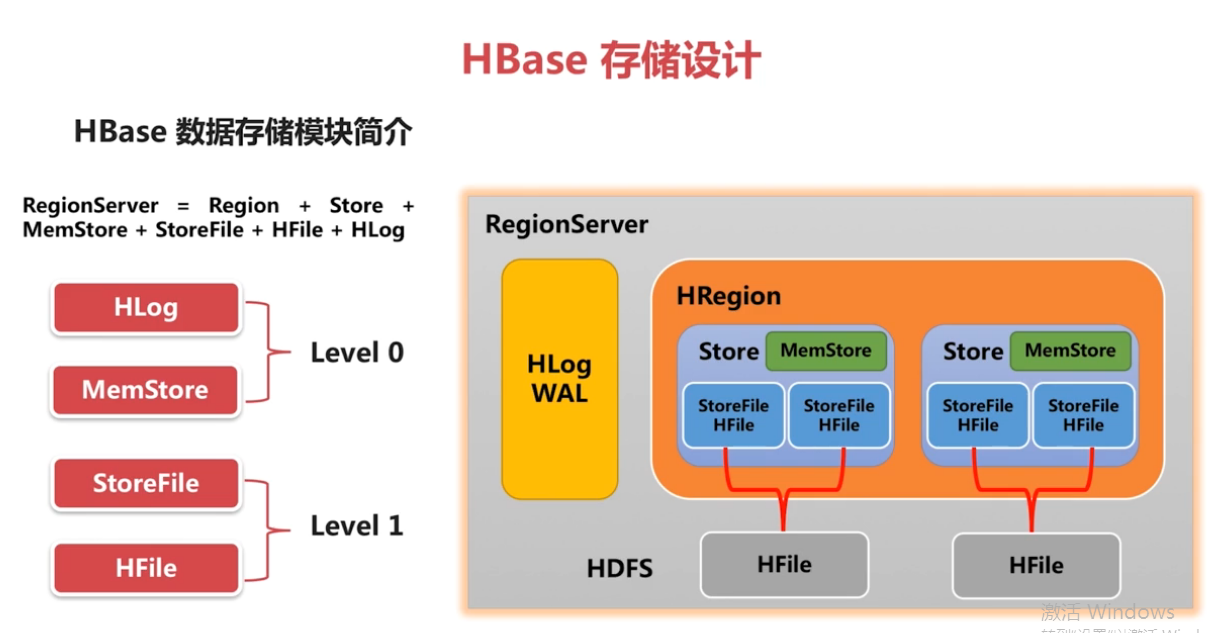 HBase 存储设计
HBase 数据存储模块简介
RegionServer = Region + Store +
MemStore + StoreFile + HFile + HLog
HLog
MemStore
Level 0
StoreFile
HFile
Level 1
RegionServer
HLog
WAL
HRegion
Store
MemStore
StoreFile
HFile
StoreFile
HFile
Store
MemStore
StoreFile
HFile
StoreFile
HFile
HDFS
HFile
HFile
激活 Windows